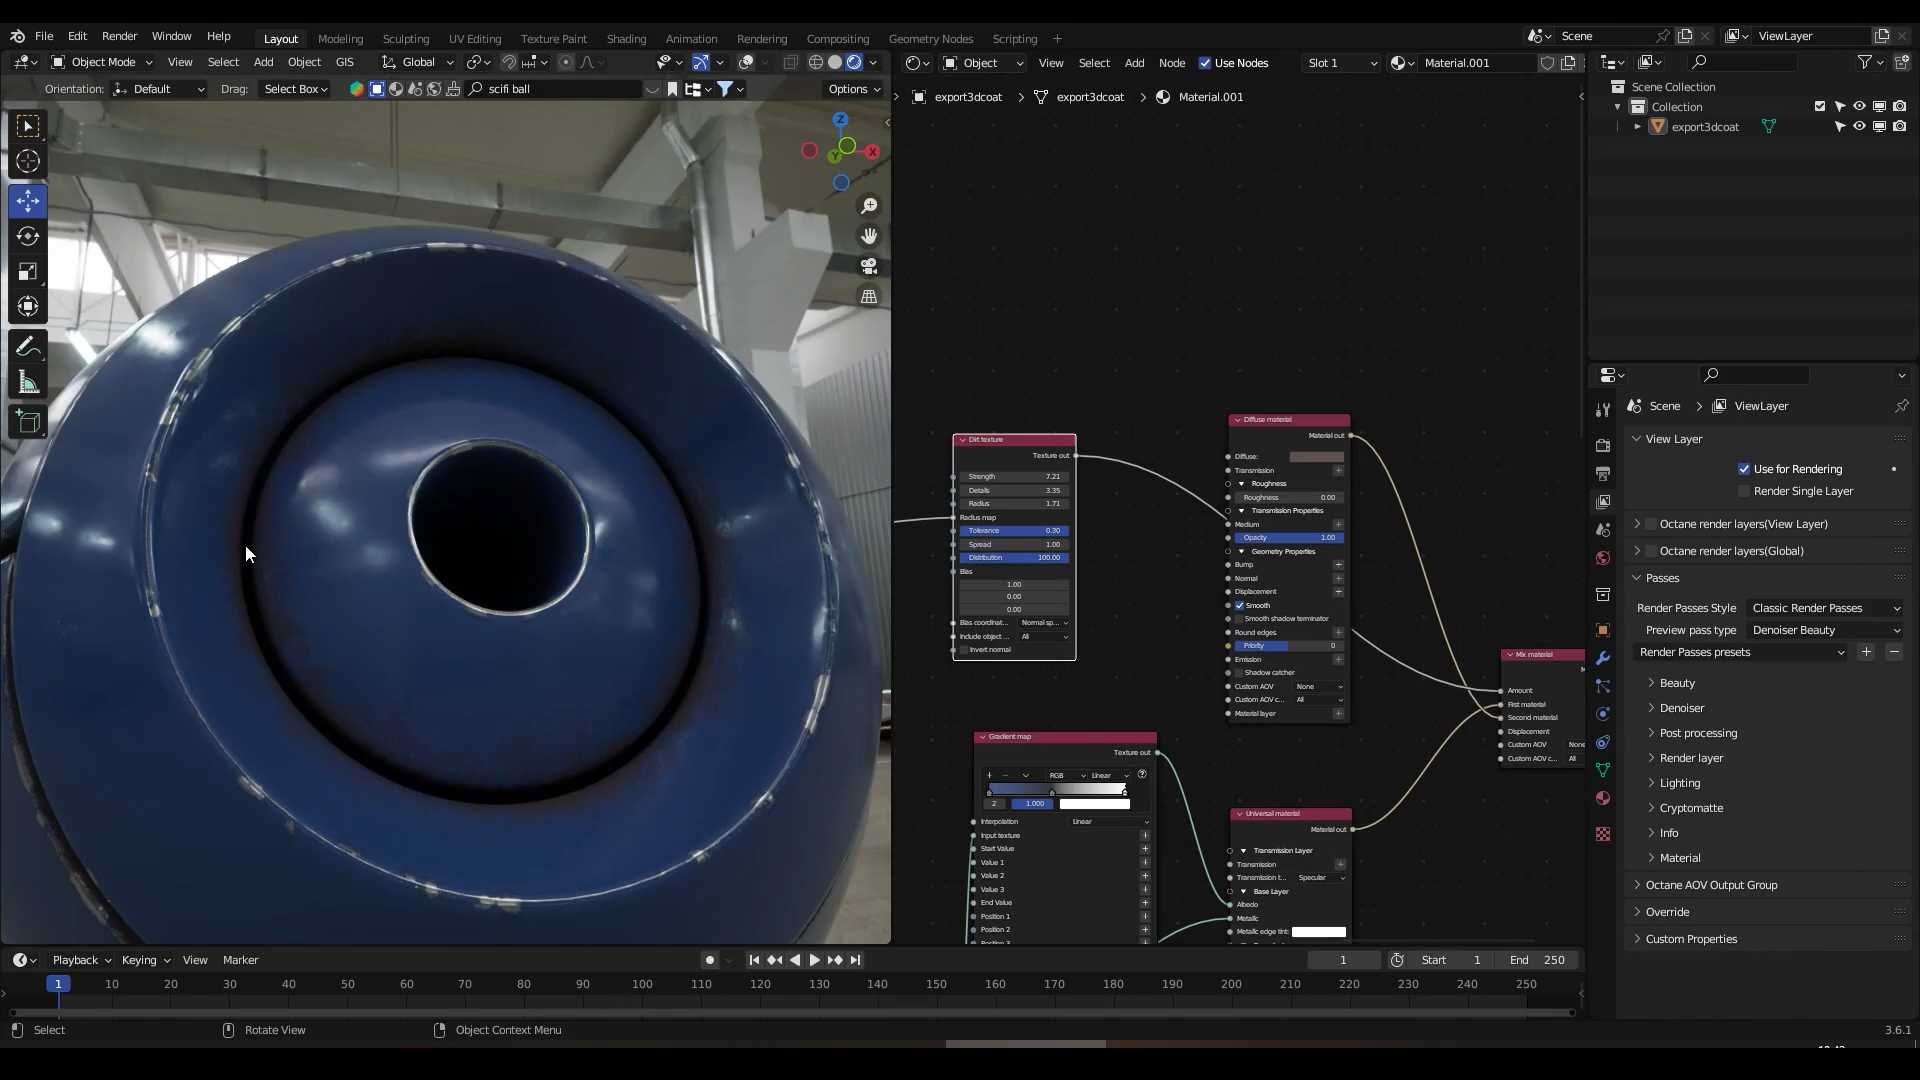 File Edit Render Window Help Layout Modeling Sculpting UV Editing Texture Paint Shading Animation Rendering Compositing Geometry Nodes Scripting + Scene ViewLayer
Object Mode View Select Add Object GIS Global
Object View Select Add Node Use Nodes Slot 1 Material.001
Orientation: Default Drag: Select Box scifi ball Options
export3dcoat > export3dcoat > Material.001
Z
X
Y
Dirt texture
Texture out
Strength 7.21
Details 3.35
Radius 1.71
Radius map
Tolerance 0.30
Spread 1.00
Distribution 100.00
Bias
1.00
0.00
0.00
Bias coordinat... Normal sp...
Include object ... All
Invert normal
Diffuse material
Material out
Diffuse:
Transmission
Roughness
Roughness 0.00
Transmission Properties
Medium
Opacity 1.00
Geometry Properties
Bump
Normal
Displacement
Smooth
Smooth shadow terminator
Round edges
Priority 0
Emission
Shadow catcher
Custom AOV None
Custom AOV c... All
Material layer
Mix material
Amount
First material
Second material
Displacement
Custom AOV None
Custom AOV c... All
Gradient map
Texture out
RGB Linear
2 1.000
Interpolation Linear
Input texture
Start Value
Value 1
Value 2
Value 3
End Value
Position 1
Position 2
Universal material
Material out
Transmission Layer
Transmission
Transmission t... Specular
Base Layer
Albedo
Metallic
Metallic edge tint:
Scene Collection
Collection
export3dcoat
Scene > ViewLayer
View Layer
Use for Rendering
Render Single Layer
Octane render layers(View Layer)
Octane render layers(Global)
Passes
Render Passes Style Classic Render Passes
Preview pass type Denoiser Beauty
Render Passes presets
Beauty
Denoiser
Post processing
Render layer
Lighting
Cryptomatte
Info
Material
Octane AOV Output Group
Override
Custom Properties
Playback Keying View Marker 1 Start 1 End 250
1 10 20 30 40 50 60 70 80 90 100 110 120 130 140 150 160 170 180 190 200 210 220 230 240 250
Select Rotate View Object Context Menu 3.6.1